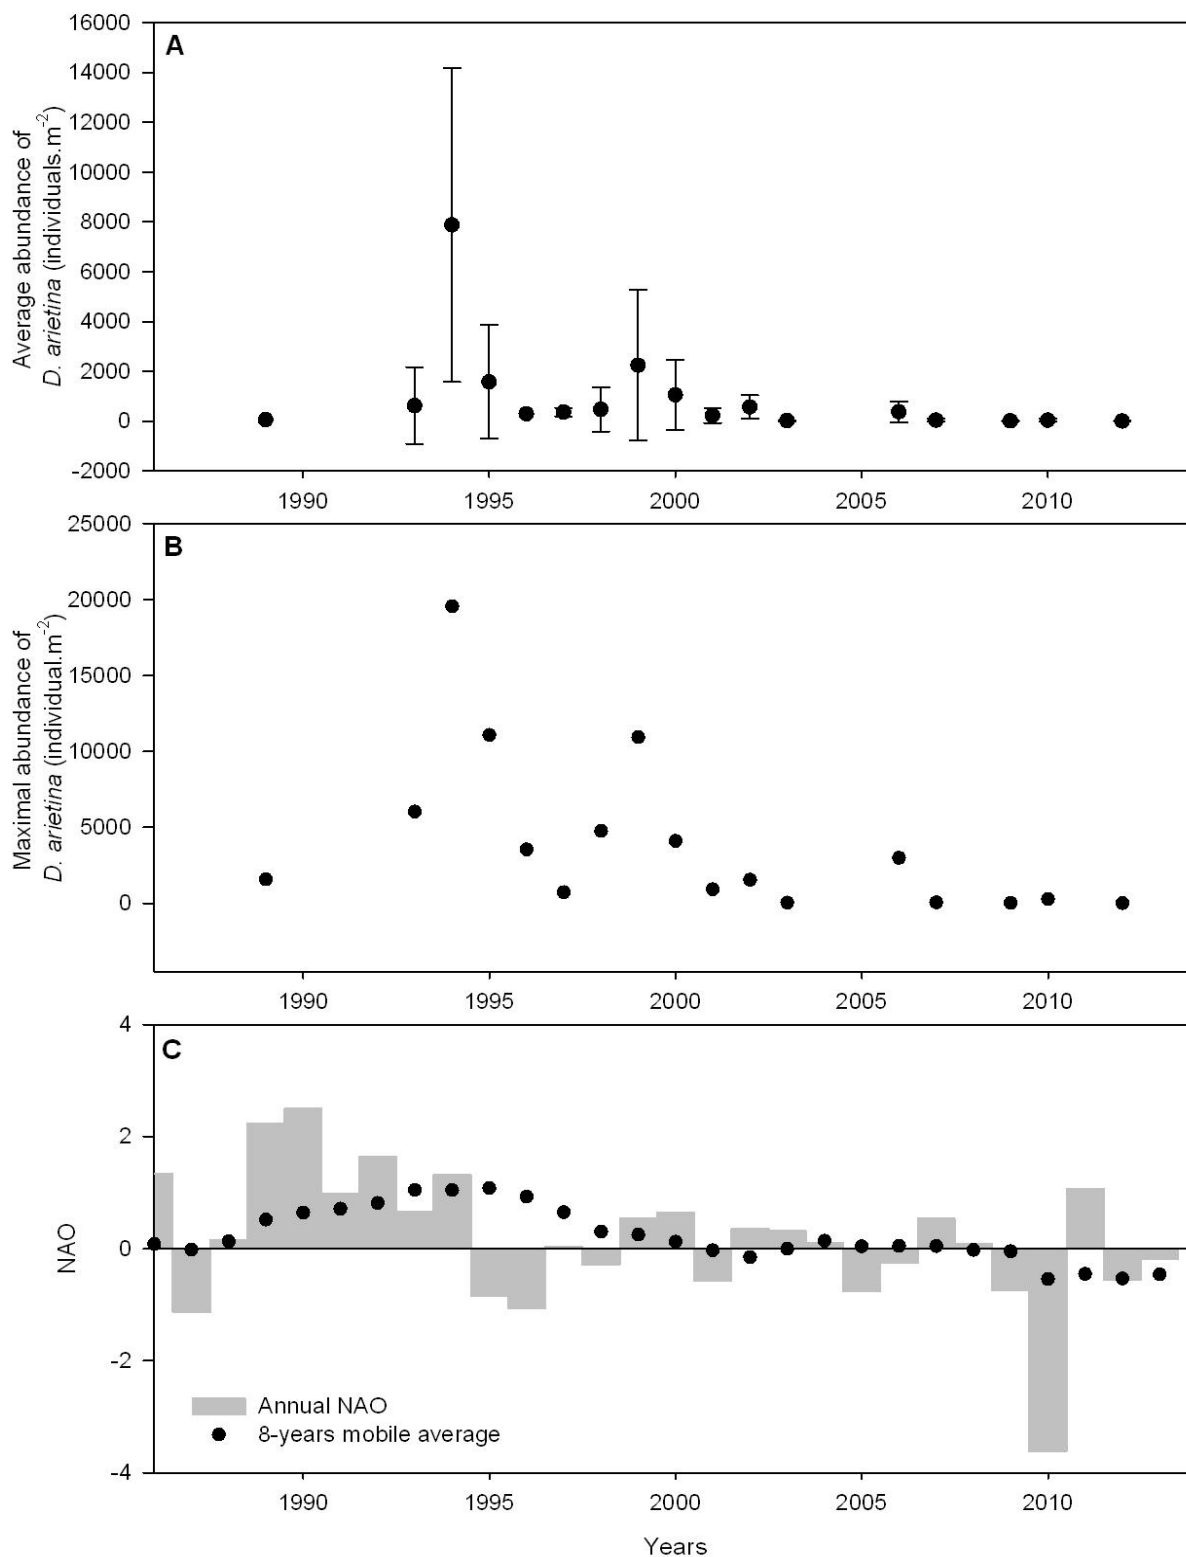 A
16000
14000
12000
10000
8000
6000
4000
2000
0
-2000
Average abundance of
D. arietina (individuals.m-2)
1990 1995 2000 2005 2010
B
25000
20000
15000
10000
5000
0
Maximal abundance of
D. arietina (individual.m-2)
1990 1995 2000 2005 2010
C
4
2
0
-2
-4
NAO
Annual NAO
8-years mobile average
1990 1995 2000 2005 2010
Years